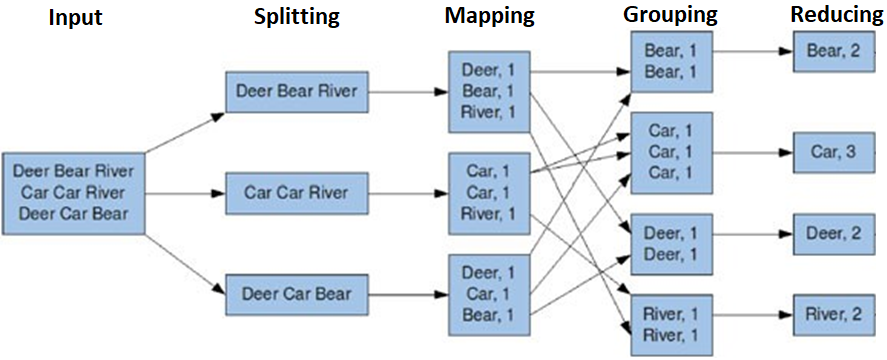 Input
Splitting
Mapping
Grouping
Reducing
Deer Bear River
Car Car River
Deer Car Bear
Deer Bear River
Car Car River
Deer Car Bear
Deer, 1
Bear, 1
River, 1
Car, 1
Car, 1
River, 1
Deer, 1
Car, 1
Bear, 1
Bear, 1
Bear, 1
Car, 1
Car, 1
Car, 1
Deer, 1
Deer, 1
River, 1
River, 1
Bear, 2
Car, 3
Deer, 2
River, 2